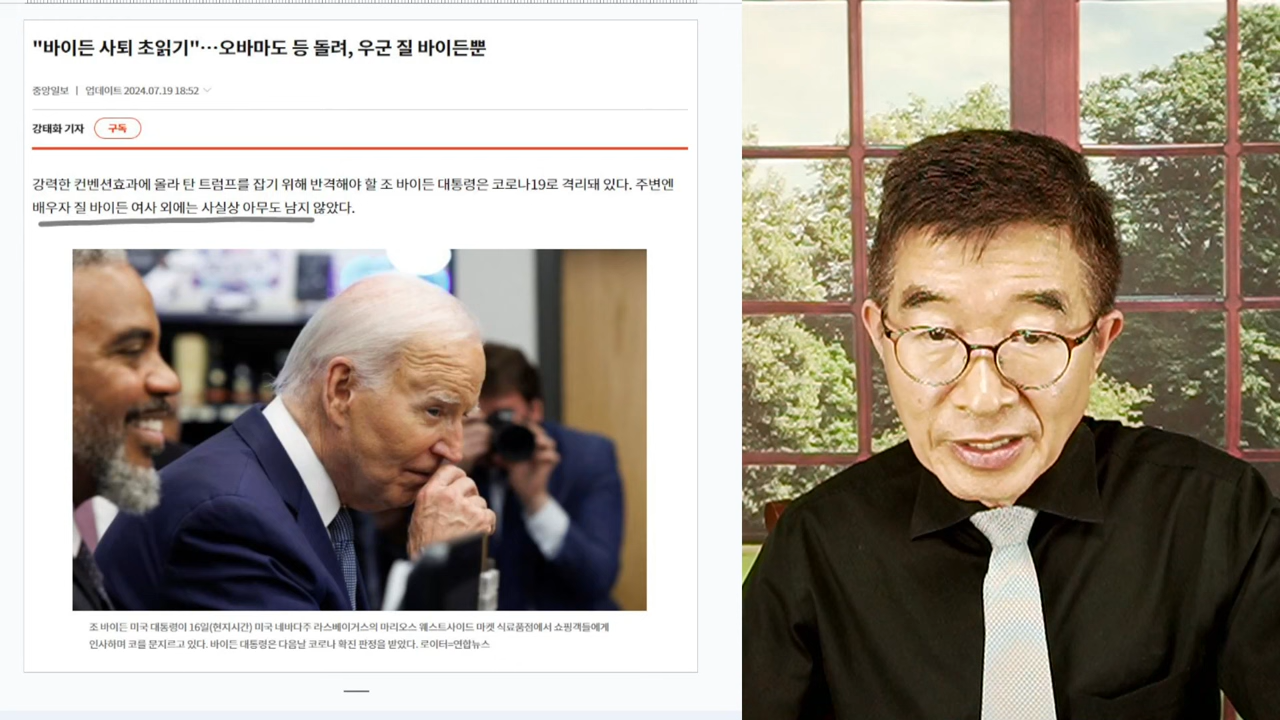 "바이든 사퇴 초읽기"…오바마도 등 돌려, 우군 질 바이든뿐
중앙일보 | 업데이트 2024.07.19 18:52
강태화 기자 구독
강력한 컨벤션효과에 올라 탄 트럼프를 잡기 위해 반격해야 할 조 바이든 대통령은 코로나19로 격리돼 있다. 주변엔
배우자 질 바이든 여사 외에는 사실상 아무도 남지 않았다.
조 바이든 미국 대통령이 16일(현지시간) 미국 네바다주 라스베이거스의 마리오스 웨스트사이드 마켓 식료품점에서 쇼핑객들에게
인사하며 코를 문지르고 있다. 바이든 대통령은 다음날 코로나 확진 판정을 받았다. 로이터=연합뉴스